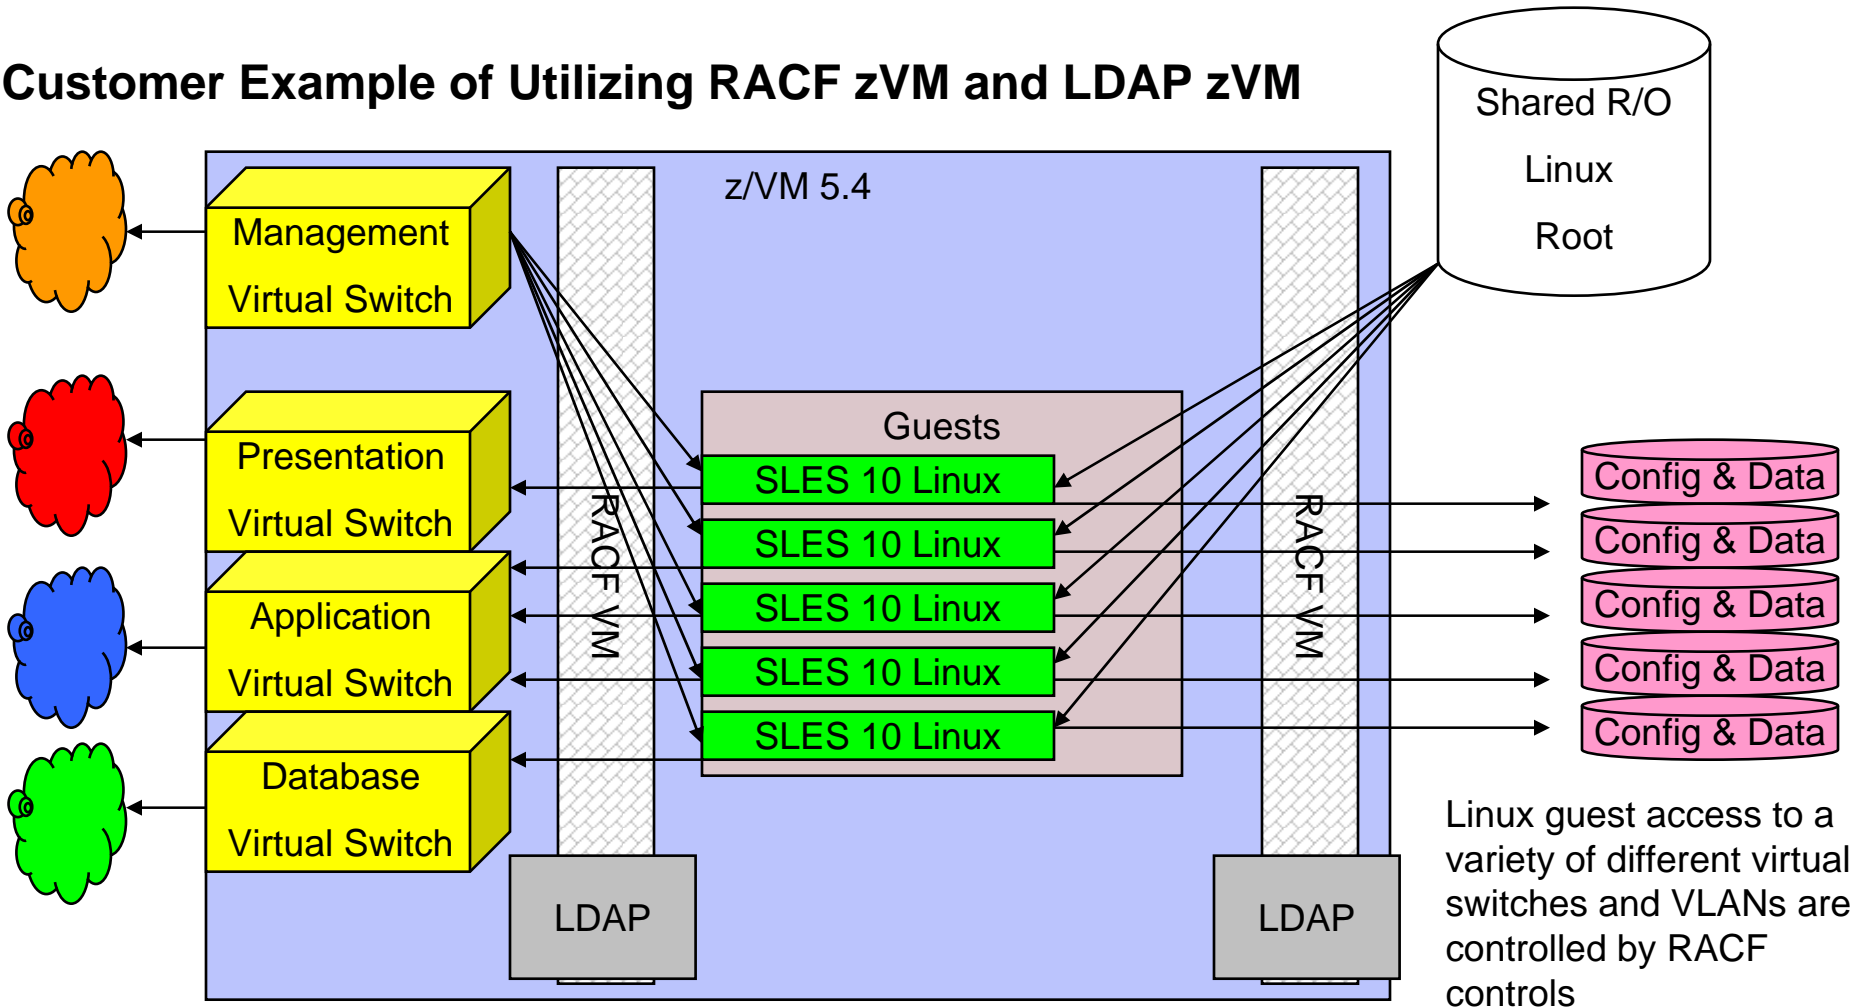 Customer Example of Utilizing RACF zVM and LDAP zVM
Shared R/O
Linux
Root
z/VM 5.4
Management
Virtual Switch
Presentation
Virtual Switch
Application
Virtual Switch
Database
Virtual Switch
RACF VM
Guests
SLES 10 Linux
SLES 10 Linux
SLES 10 Linux
SLES 10 Linux
SLES 10 Linux
RACF VM
Config & Data
Config & Data
Config & Data
Config & Data
Config & Data
LDAP
LDAP
Linux guest access to a
variety of different virtual
switches and VLANs are
controlled by RACF
controls